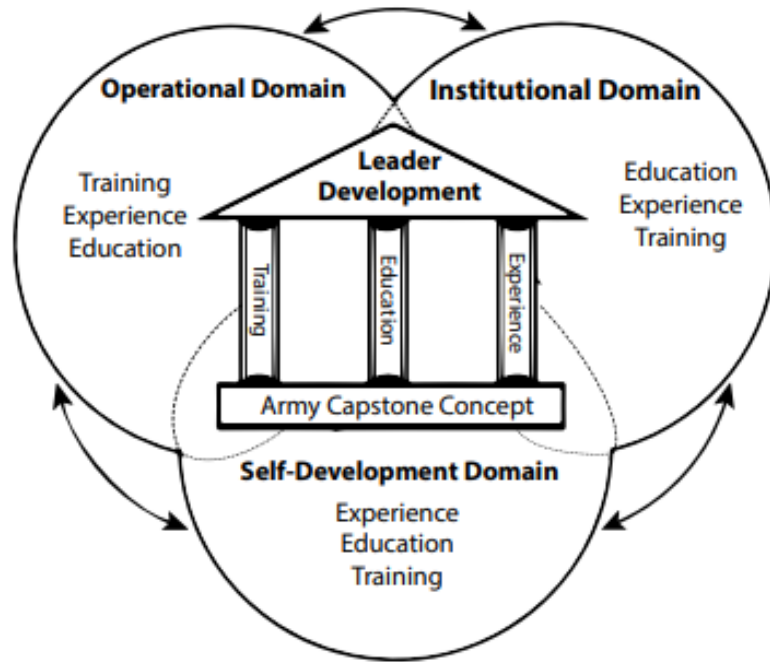 Operational Domain
Institutional Domain
Training
Experience
Education
Education
Experience
Training
Leader
Development
Training
Education
Experience
Army Capstone Concept
Self-Development Domain
Experience
Education
Training